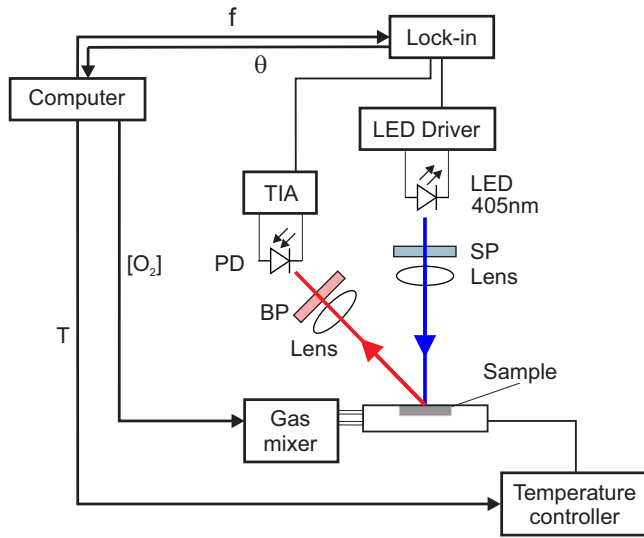 f
Lock-in
θ
Computer
LED Driver
TIA
LED
405nm
PD
[O₂]
SP
Lens
BP
Lens
T
Sample
Gas
mixer
Temperature
controller